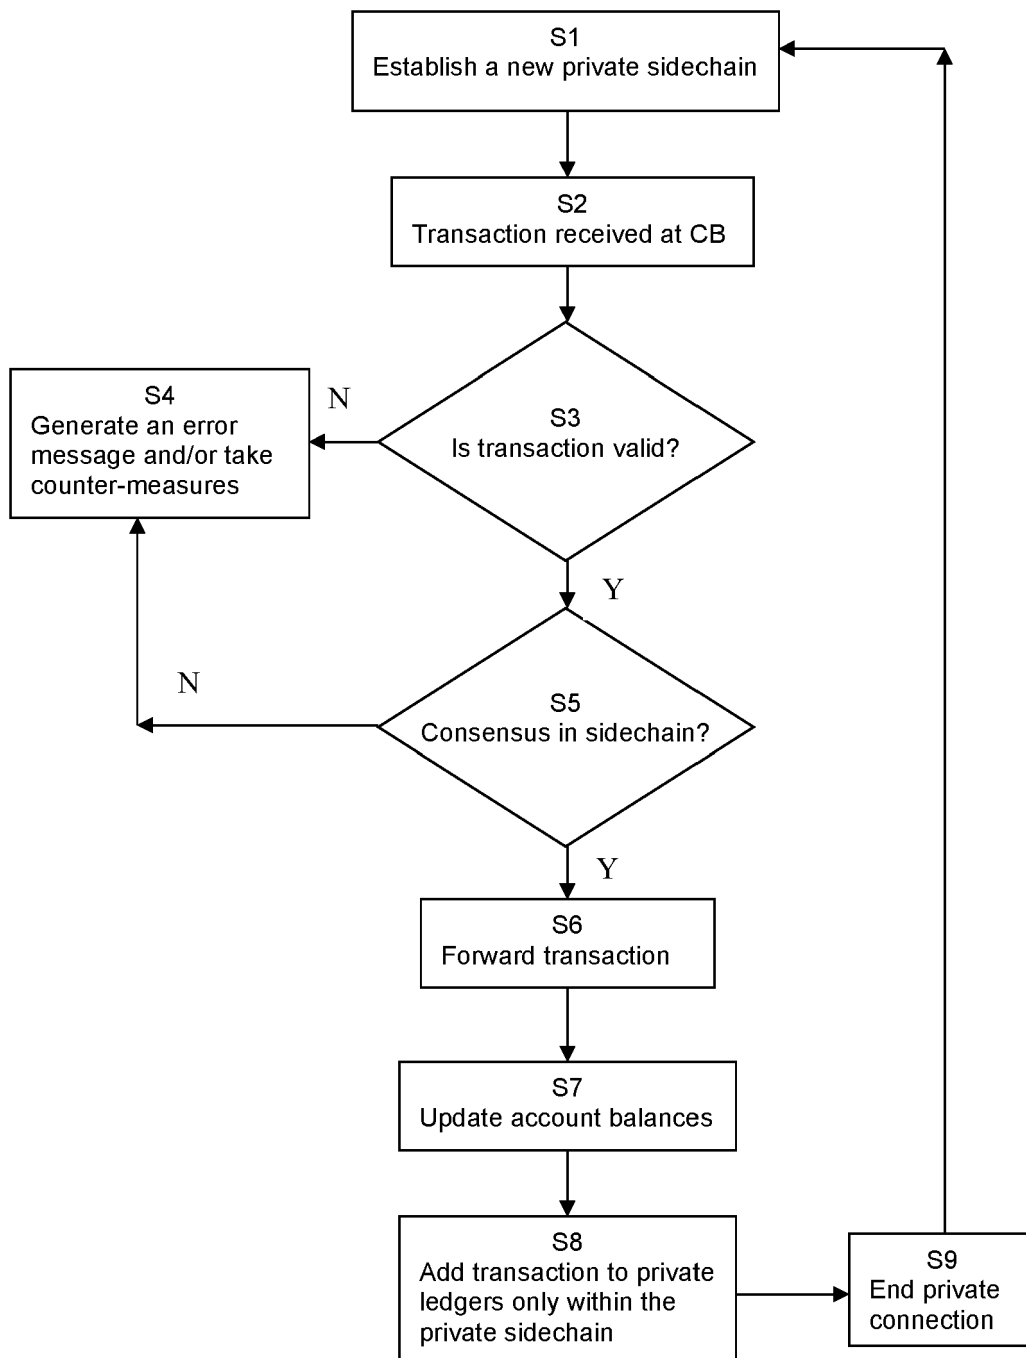 S1
Establish a new private sidechain
S2
Transaction received at CB
S3
Is transaction valid?
N
S4
Generate an error
message and/or take
counter-measures
Y
S5
Consensus in sidechain?
N
Y
S6
Forward transaction
S7
Update account balances
S8
Add transaction to private
ledgers only within the
private sidechain
S9
End private
connection